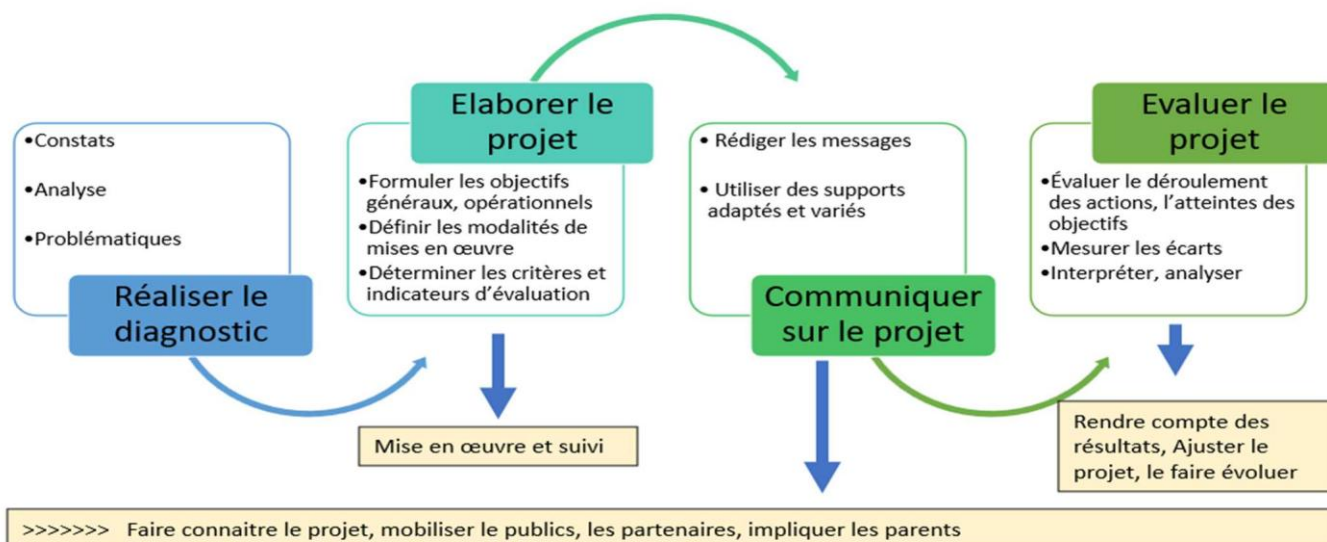 •Constats
•Analyse
•Problématiques
Réaliser le
diagnostic
Elaborer le
projet
•Formuler les objectifs
généraux, opérationnels
•Définir les modalités de
mises en œuvre
•Déterminer les critères et
indicateurs d’évaluation
Mise en œuvre et suivi
• Rédiger les messages
• Utiliser des supports
adaptés et variés
Communiquer
sur le projet
Evaluer le
projet
•Évaluer le déroulement
des actions, l’atteintes des
objectifs
•Mesurer les écarts
•Interpréter, analyser
Rendre compte des
résultats, Ajuster le
projet, le faire évoluer
>>>>>>> Faire connaitre le projet, mobiliser le publics, les partenaires, impliquer les parents